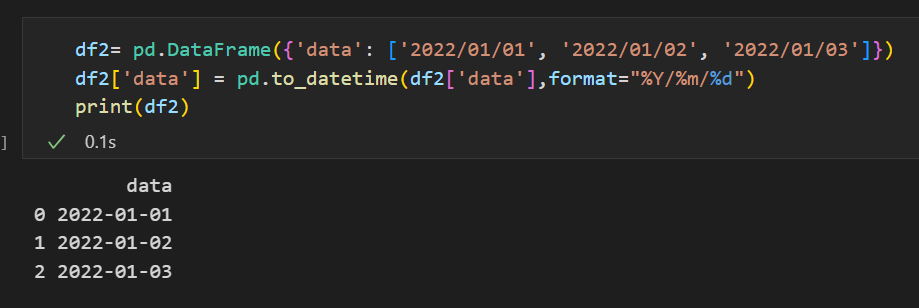 df2= pd.DataFrame({'data': ['2022/01/01', '2022/01/02', '2022/01/03']})
df2['data'] = pd.to_datetime(df2['data'],format="%Y/%m/%d")
print(df2)
] 0.1s
data
0 2022-01-01
1 2022-01-02
2 2022-01-03